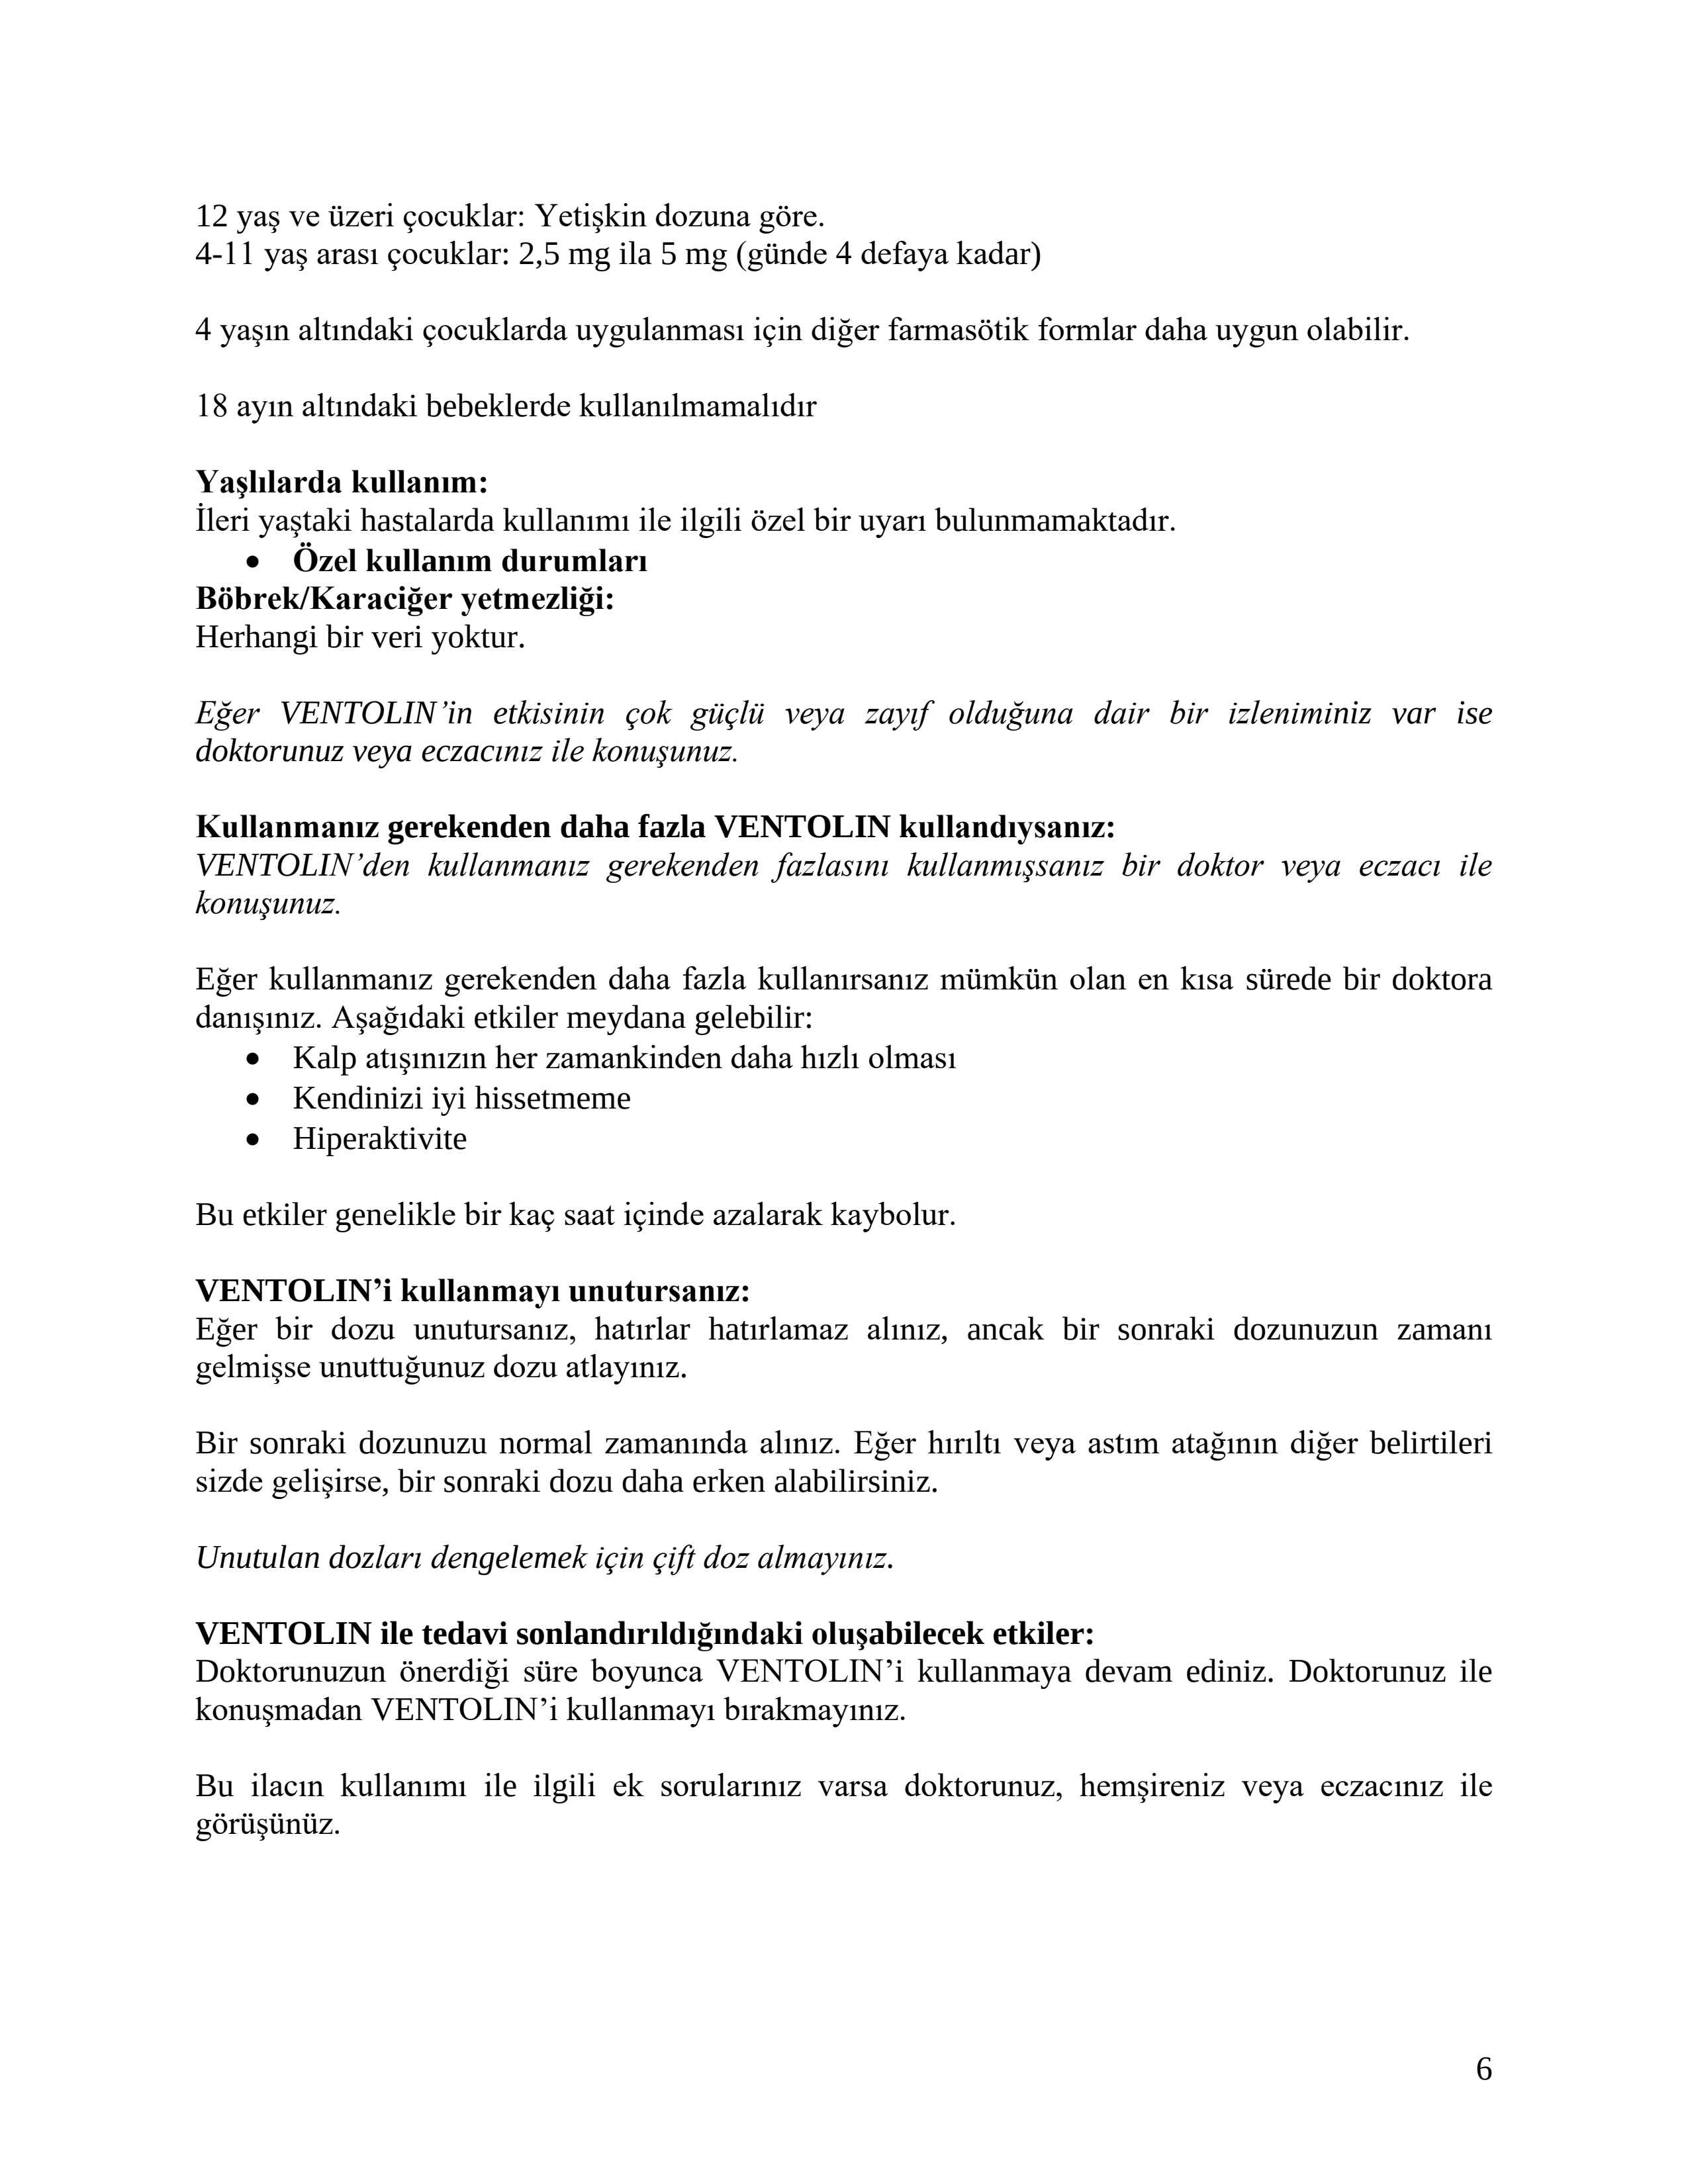 12 yaş ve üzeri çocuklar: Yetişkin dozuna göre.
4-11 yaş arası çocuklar: 2,5 mg ila 5 mg (günde 4 defaya kadar)
4 yaşın altındaki çocuklarda uygulanması için diğer farmasötik formlar daha uygun olabilir.
18 ayın altındaki bebeklerde kullanılmamalıdır
Yaşlılarda kullanım:
İleri yaştaki hastalarda kullanımı ile ilgili özel bir uyarı bulunmamaktadır.
• Özel kullanım durumları
Böbrek/Karaciğer yetmezliği:
Herhangi bir veri yoktur.
Eğer VENTOLIN’in etkisinin çok güçlü veya zayıf olduğuna dair bir izleniminiz var ise
doktorunuz veya eczacınız ile konuşunuz.
Kullanmanız gerekenden daha fazla VENTOLIN kullandıysanız:
VENTOLIN’den kullanmanız gerekenden fazlasını kullanmışsanız bir doktor veya eczacı ile
konuşunuz.
Eğer kullanmanız gerekenden daha fazla kullanırsanız mümkün olan en kısa sürede bir doktora
danışınız. Aşağıdaki etkiler meydana gelebilir:
• Kalp atışınızın her zamankinden daha hızlı olması
• Kendinizi iyi hissetmeme
• Hiperaktivite
Bu etkiler genelikle bir kaç saat içinde azalarak kaybolur.
VENTOLIN’i kullanmayı unutursanız:
Eğer bir dozu unutursanız, hatırlar hatırlamaz alınız, ancak bir sonraki dozunuzun zamanı
gelmişse unuttuğunuz dozu atlayınız.
Bir sonraki dozunuzu normal zamanında alınız. Eğer hırıltı veya astım atağının diğer belirtileri
sizde gelişirse, bir sonraki dozu daha erken alabilirsiniz.
Unutulan dozları dengelemek için çift doz almayınız.
VENTOLIN ile tedavi sonlandırıldığındaki oluşabilecek etkiler:
Doktorunuzun önerdiği süre boyunca VENTOLIN’i kullanmaya devam ediniz. Doktorunuz ile
konuşmadan VENTOLIN’i kullanmayı bırakmayınız.
Bu ilacın kullanımı ile ilgili ek sorularınız varsa doktorunuz, hemşireniz veya eczacınız ile
görüşünüz.
6